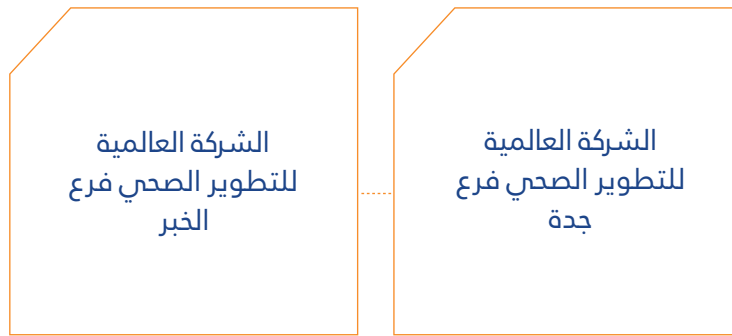 الشركة العالمية
للتطوير الصحي فرع
جدة
الشركة العالمية
للتطوير الصحي فرع
الخبر